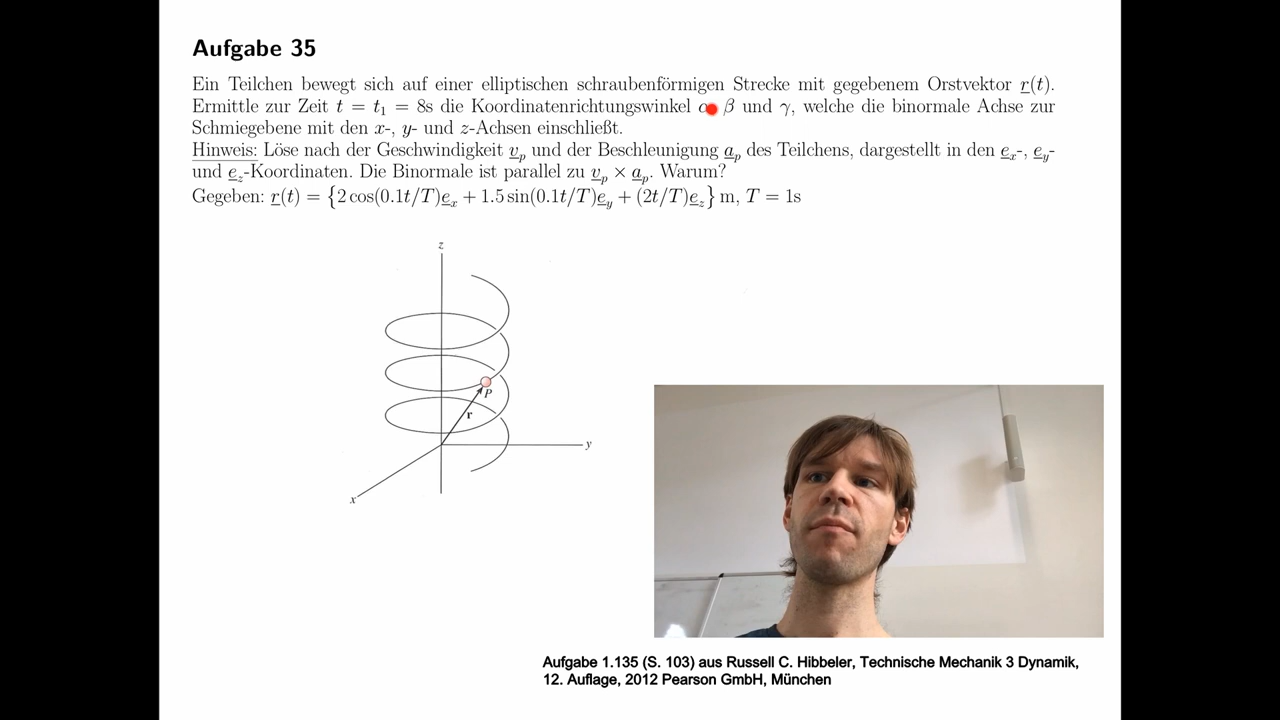 Aufgabe 35
Ein Teilchen bewegt sich auf einer elliptischen schraubenförmigen Strecke mit gegebenem Orstvektor r(t).
Ermittle zur Zeit t = t₁ = 8s die Koordinatenrichtungswinkel α, β und γ, welche die binormale Achse zur
Schmiegebene mit den x-, y- und z-Achsen einschließt.
Hinweis: Löse nach der Geschwindigkeit v_p und der Beschleunigung a_p des Teilchens, dargestellt in den e_x-, e_y-
und e_z-Koordinaten. Die Binormale ist parallel zu v_p × a_p. Warum?
Gegeben: r(t) = {2 cos(0.1t/T)e_x + 1.5 sin(0.1t/T)e_y + (2t/T)e_z} m, T = 1s
z
P
r
y
x
Aufgabe 1.135 (S. 103) aus Russell C. Hibbeler, Technische Mechanik 3 Dynamik,
12. Auflage, 2012 Pearson GmbH, München